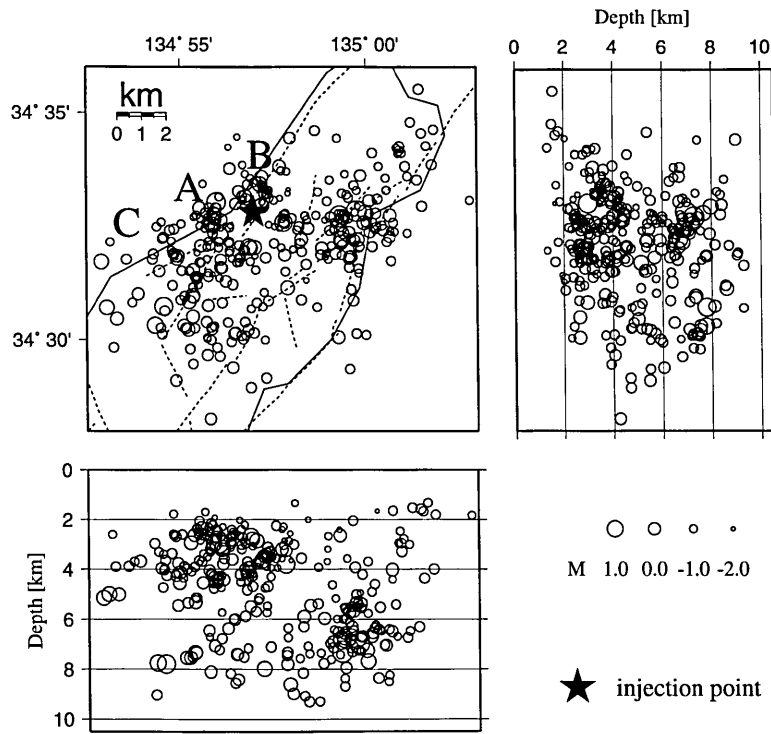 Depth [km]
134° 55'
135° 00'
0 2 4 6 8 10
34° 35'
km
0 1 2
B
A
C
34° 30'
0
2
4
6
8
10
Depth [km]
M 1.0 0.0 -1.0 -2.0
injection point